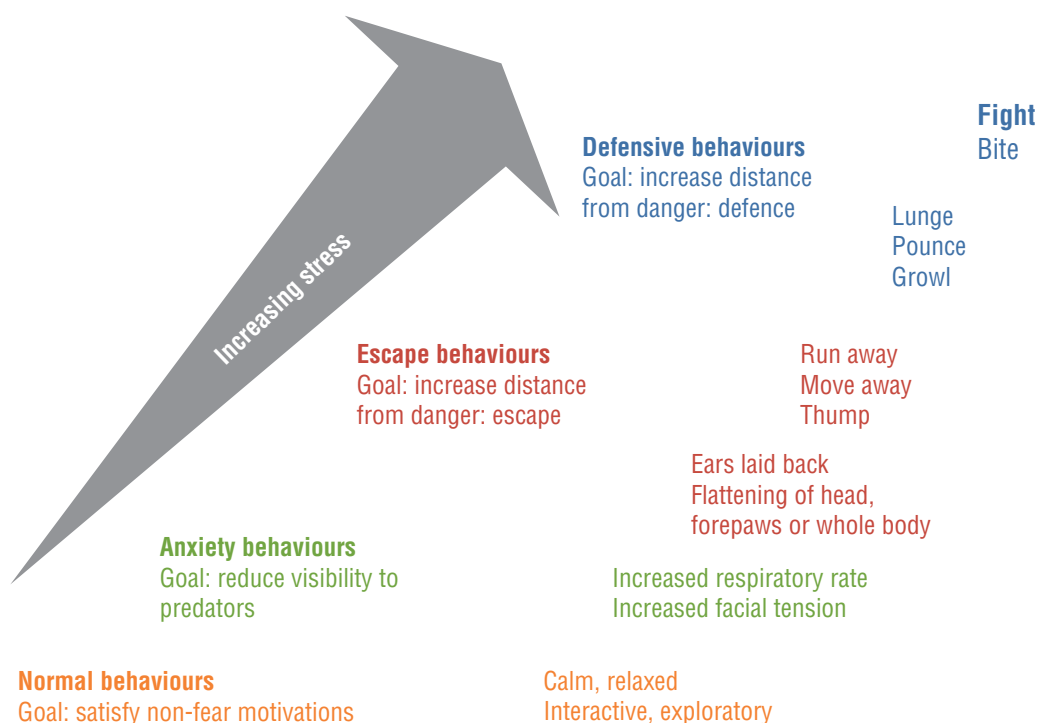 Fight
Bite
Defensive behaviours
Goal: increase distance
from danger: defence
Lunge
Pounce
Growl
Increasing stress
Escape behaviours
Goal: increase distance
from danger: escape
Run away
Move away
Thump
Ears laid back
Flattening of head,
forepaws or whole body
Anxiety behaviours
Goal: reduce visibility to
predators
Increased respiratory rate
Increased facial tension
Normal behaviours
Goal: satisfy non-fear motivations
Calm, relaxed
Interactive, exploratory